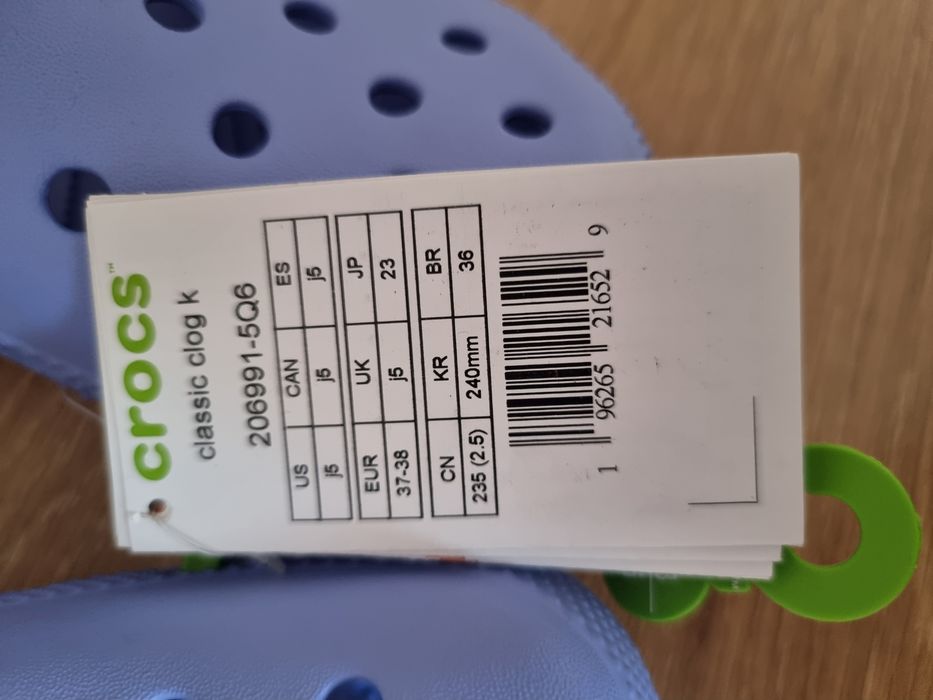 crocs™
classic clog k
206991-5Q6
US CAN ES
j5 j5 j5
EUR UK JP
37-38 j5 23
CN KR BR
235 (2.5) 240mm 36
1 96265 21652 9